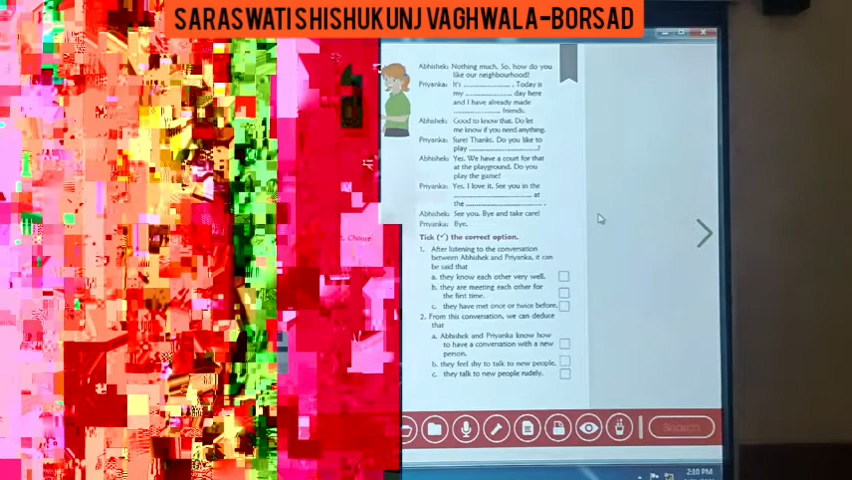 SARASWATI SHISHUKUNJ VAGHWALA-BORSAD
Abhishek: Nothing much. So, how do you
like our neighbourhood?
Priyanka: It's ..................... . Today is
my ..................... day here
and I have already made
..................... friends.
Abhishek: Good to know that. Do let
me know if you need anything.
Priyanka: Sure! Thanks. Do you like to
play ..............................?
Abhishek: Yes. We have a court for that
at the playground. Do you
play the game?
Priyanka: Yes. I love it. See you in the
................................... at
the ................................... .
Abhishek: See you. Bye and take care!
Priyanka: Bye.
Tick (✓) the correct option.
1. After listening to the conversation
between Abhishek and Priyanka, it can
be said that
a. they know each other very well.
b. they are meeting each other for
the first time.
c. they have met once or twice before.
2. From this conversation, we can deduce
that
a. Abhishek and Priyanka know how
to have a conversation with a new
person.
b. they feel shy to talk to new people.
c. they talk to new people rudely.
Search
2:10 PM